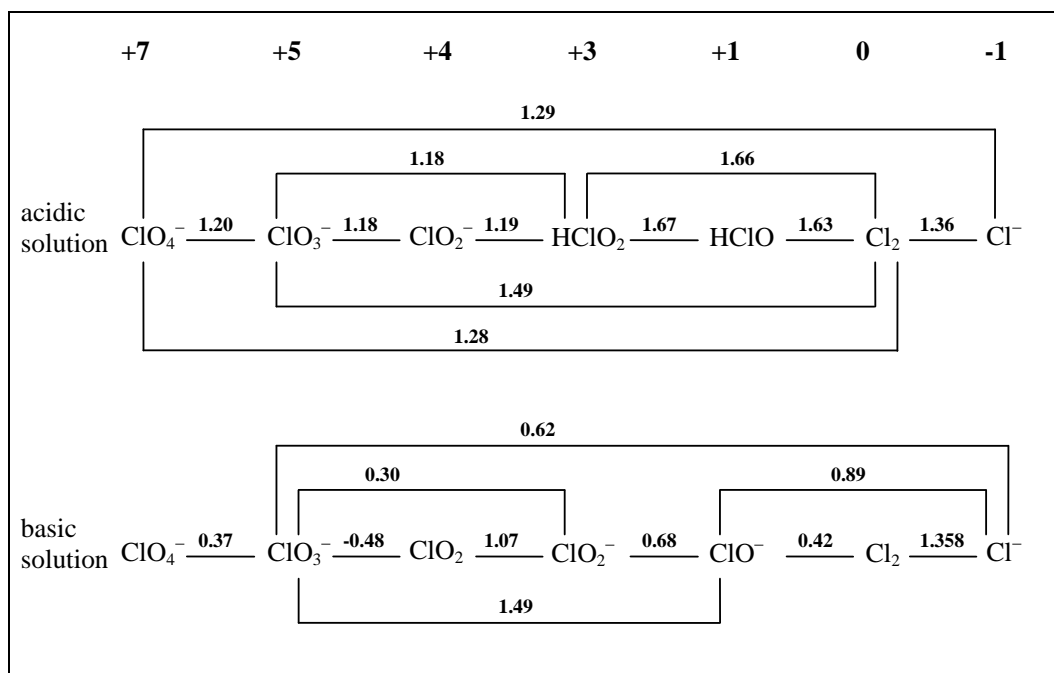 +7 +5 +4 +3 +1 0 -1
1.29
1.18 1.66
acidic solution
ClO₄⁻ 1.20 ClO₃⁻ 1.18 ClO₂⁻ 1.19 HClO₂ 1.67 HClO 1.63 Cl₂ 1.36 Cl⁻
1.49
1.28
0.62
0.30 0.89
basic solution
ClO₄⁻ 0.37 ClO₃⁻ -0.48 ClO₂ 1.07 ClO₂⁻ 0.68 ClO⁻ 0.42 Cl₂ 1.358 Cl⁻
1.49